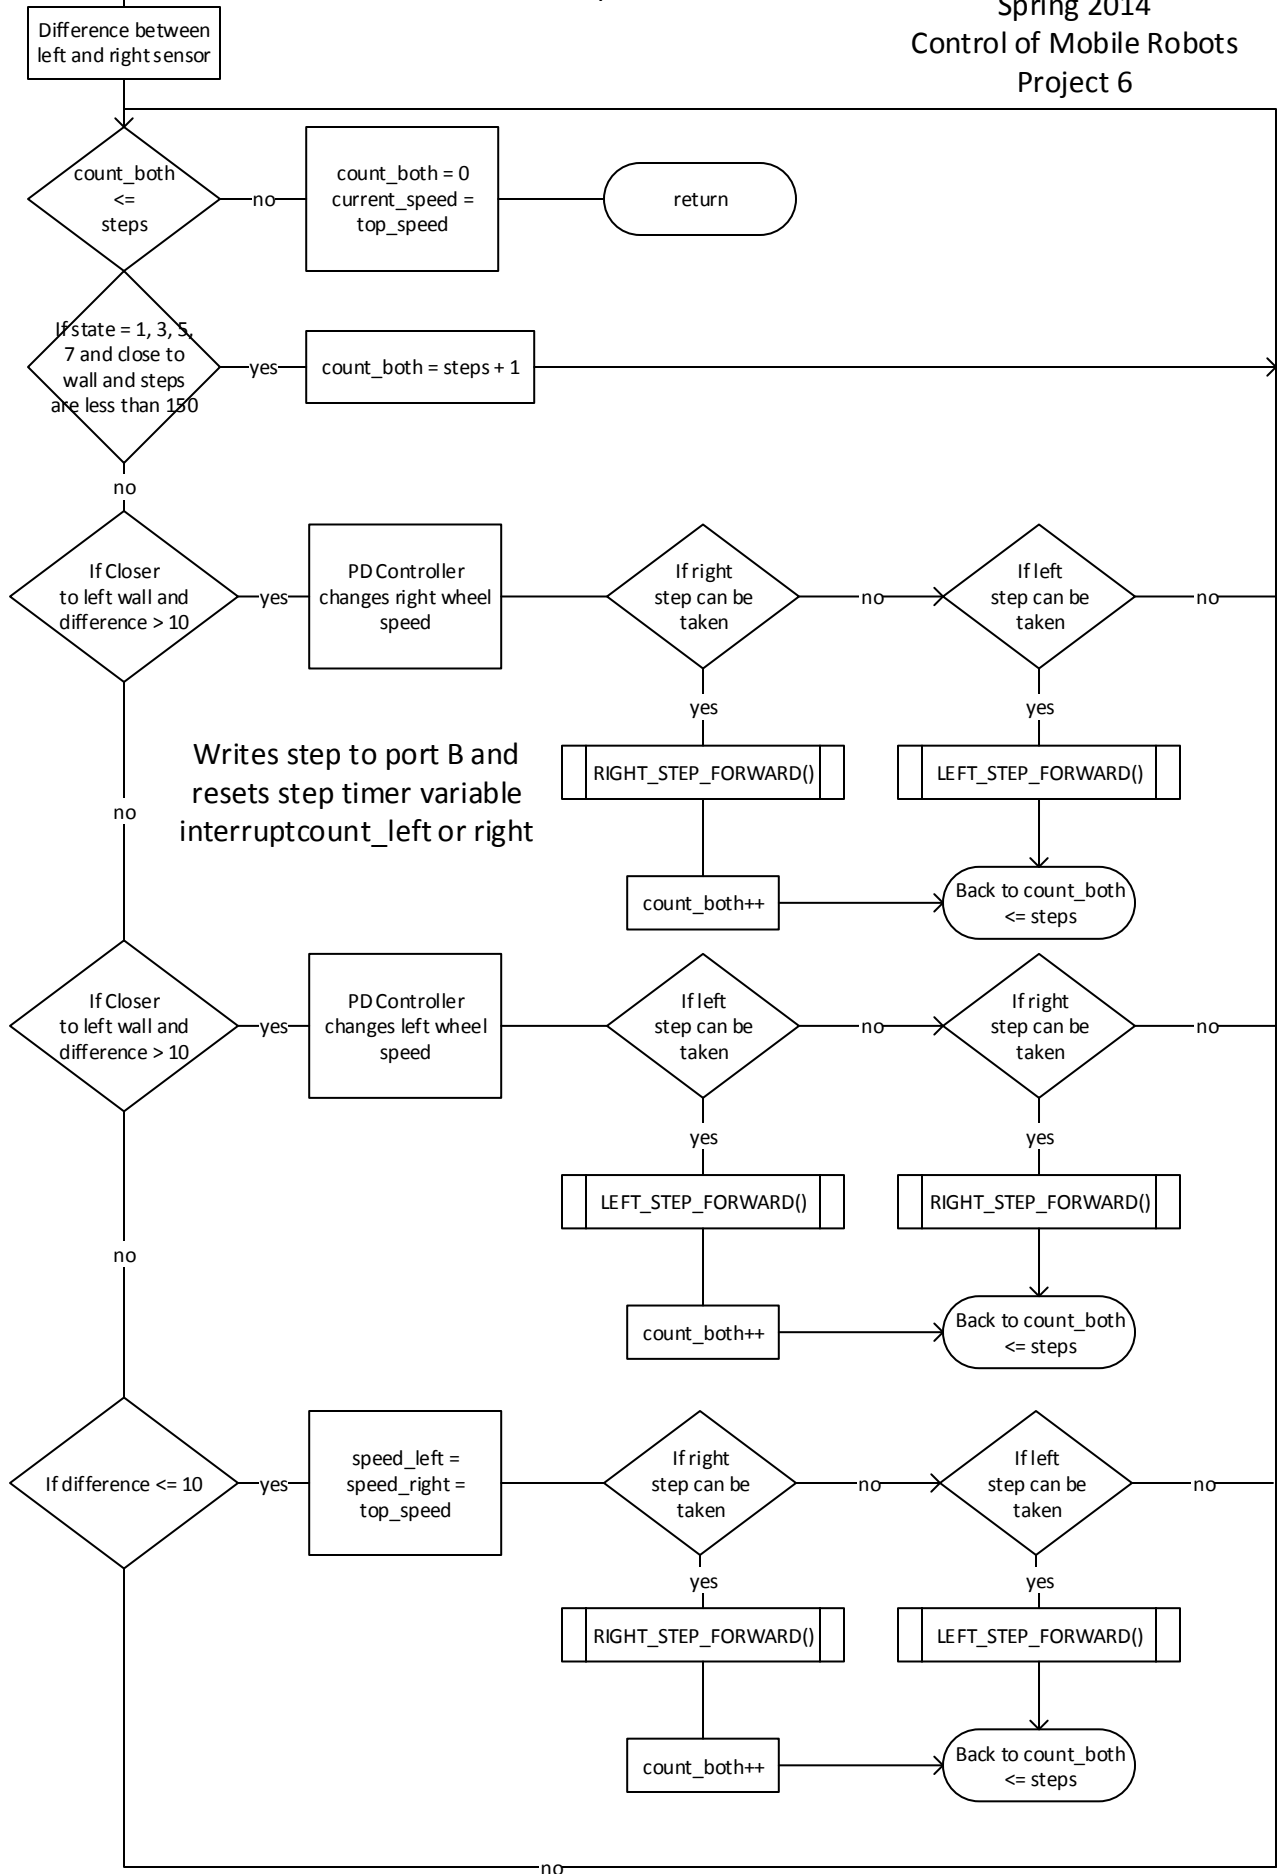 Spring 2014
Control of Mobile Robots
Project 6
Difference between
left and right sensor
count_both
<=
steps
no
count_both = 0
current_speed =
top_speed
return
If state = 1, 3, 5,
7 and close to
wall and steps
are less than 150
yes
count_both = steps + 1
no
If Closer
to left wall and
difference > 10
yes
PD Controller
changes right wheel
speed
If right
step can be
taken
no
If left
step can be
taken
no
yes
yes
Writes step to port B and
resets step timer variable
interruptcount_left or right
RIGHT_STEP_FORWARD()
LEFT_STEP_FORWARD()
no
count_both++
Back to count_both
<= steps
If Closer
to left wall and
difference > 10
yes
PD Controller
changes left wheel
speed
If left
step can be
taken
no
If right
step can be
taken
no
yes
yes
LEFT_STEP_FORWARD()
RIGHT_STEP_FORWARD()
no
count_both++
Back to count_both
<= steps
If difference <= 10
yes
speed_left =
speed_right =
top_speed
If right
step can be
taken
no
If left
step can be
taken
no
yes
yes
RIGHT_STEP_FORWARD()
LEFT_STEP_FORWARD()
count_both++
Back to count_both
<= steps
no